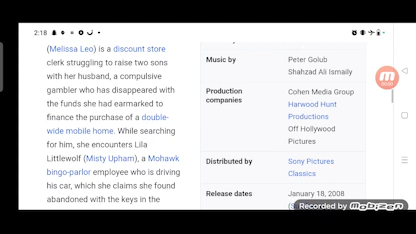 2:18
(Melissa Leo) is a discount store
clerk struggling to raise two sons
with her husband, a compulsive
gambler who has disappeared with
the funds she had earmarked to
finance the purchase of a double-
wide mobile home. While searching
for him, she encounters Lila
Littlewolf (Misty Upham), a Mohawk
bingo-parlor employee who is driving
his car, which she claims she found
abandoned with the keys in the
Music by
Peter Golub
Shahzad Ali Ismaily
Production
companies
Cohen Media Group
Harwood Hunt
Productions
Off Hollywood
Pictures
Distributed by
Sony Pictures
Classics
Release dates
January 18, 2008
Recorded by Mobizen